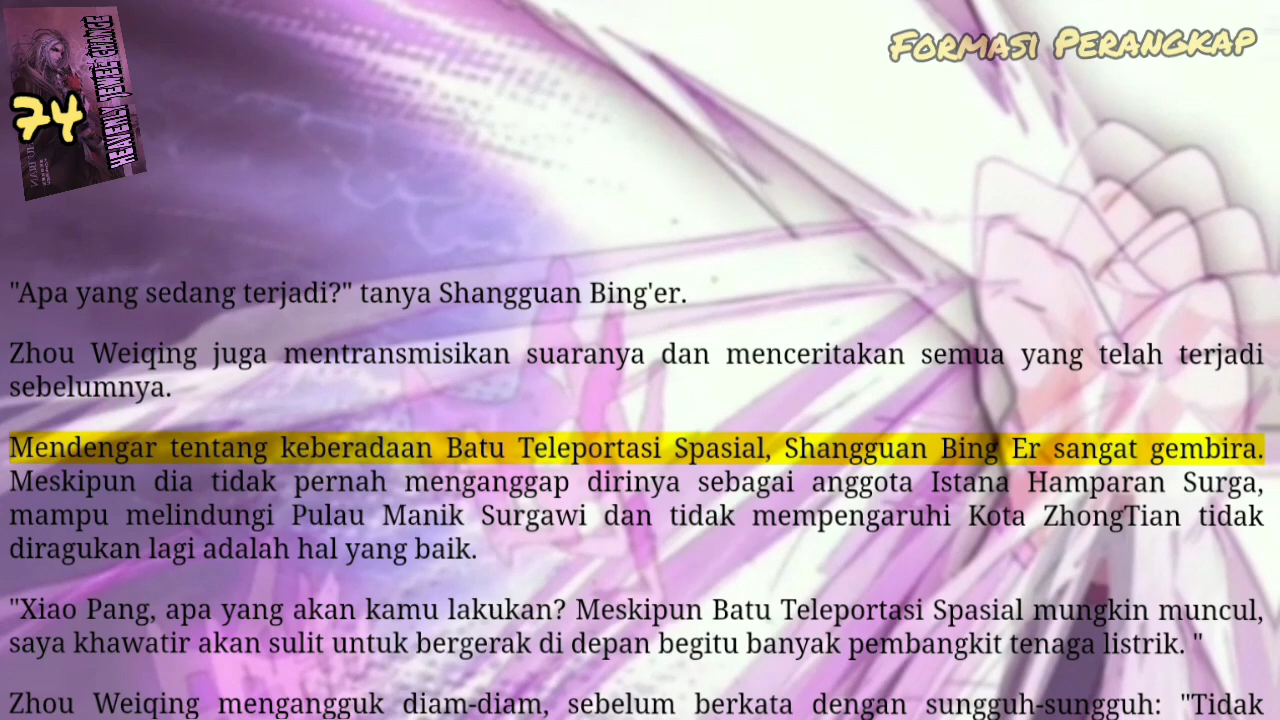 Formasi Perangkap
74
HEAVENLY JEWEL CHANGE
"Apa yang sedang terjadi?" tanya Shangguan Bing'er.
Zhou Weiqing juga mentransmisikan suaranya dan menceritakan semua yang telah terjadi
sebelumnya.
Mendengar tentang keberadaan Batu Teleportasi Spasial, Shangguan Bing Er sangat gembira.
Meskipun dia tidak pernah menganggap dirinya sebagai anggota Istana Hamparan Surga,
mampu melindungi Pulau Manik Surgawi dan tidak mempengaruhi Kota ZhongTian tidak
diragukan lagi adalah hal yang baik.
"Xiao Pang, apa yang akan kamu lakukan? Meskipun Batu Teleportasi Spasial mungkin muncul,
saya khawatir akan sulit untuk bergerak di depan begitu banyak pembangkit tenaga listrik. "
Zhou Weiqing mengangguk diam-diam, sebelum berkata dengan sungguh-sungguh: "Tidak